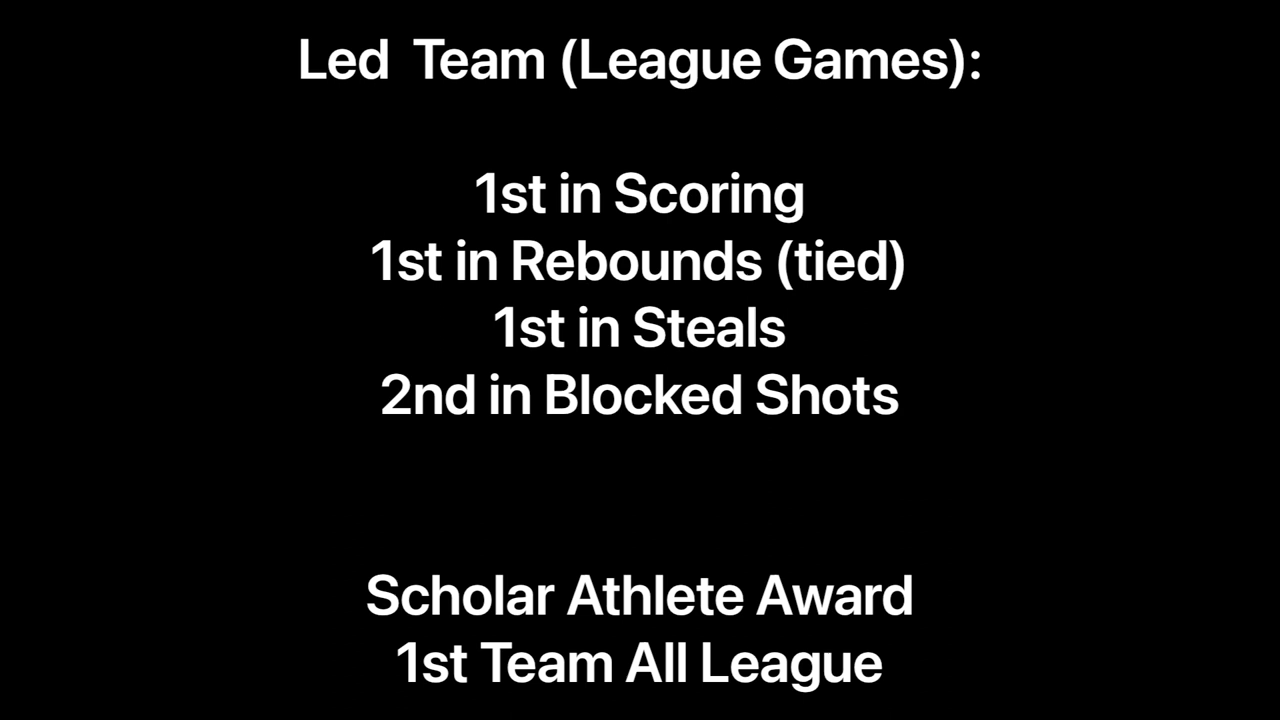 Led  Team (League Games):
1st in Scoring
1st in Rebounds (tied)
1st in Steals
2nd in Blocked Shots
Scholar Athlete Award
1st Team All League